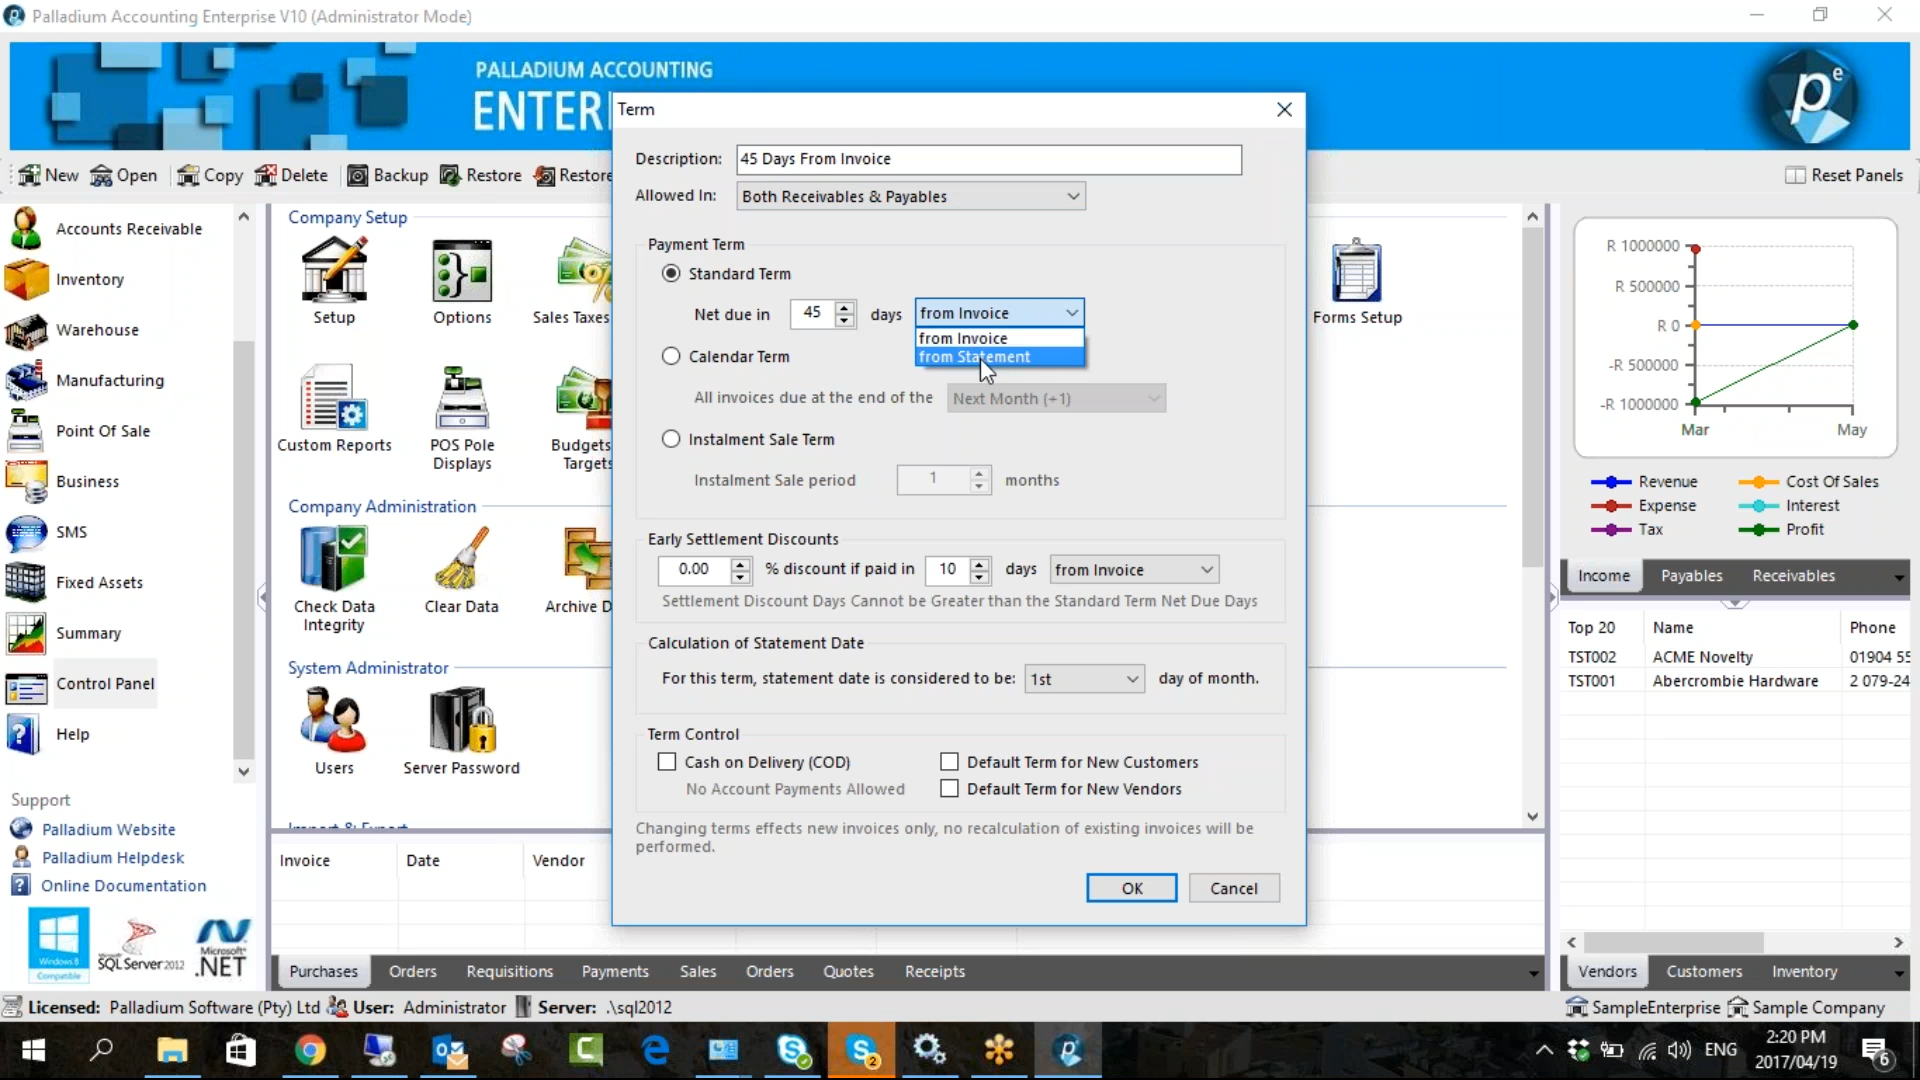 Palladium Accounting Enterprise V10 (Administrator Mode)
PALLADIUM ACCOUNTING
ENTER
New Open Copy Delete Backup Restore Restore
Reset Panels
Accounts Receivable
Inventory
Warehouse
Manufacturing
Point Of Sale
Business
SMS
Fixed Assets
Summary
Control Panel
Help
Support
Palladium Website
Palladium Helpdesk
Online Documentation
Windows 8
Compatible
SQL Server 2012
Microsoft
.NET
Company Setup
Setup
Options
Sales Taxes
Custom Reports
POS Pole
Displays
Budgets
Targets
Forms Setup
Company Administration
Check Data
Integrity
Clear Data
Archive D
System Administrator
Users
Server Password
Import & Export
Term
Description: 45 Days From Invoice
Allowed In: Both Receivables & Payables
Payment Term
Standard Term
Net due in 45 days from Invoice
from Invoice
from Statement
Calendar Term
All invoices due at the end of the Next Month (+1)
Instalment Sale Term
Instalment Sale period 1 months
Early Settlement Discounts
0.00 % discount if paid in 10 days from Invoice
Settlement Discount Days Cannot be Greater than the Standard Term Net Due Days
Calculation of Statement Date
For this term, statement date is considered to be: 1st day of month.
Term Control
Cash on Delivery (COD)
No Account Payments Allowed
Default Term for New Customers
Default Term for New Vendors
Changing terms effects new invoices only, no recalculation of existing invoices will be
performed.
OK Cancel
R 1000000
R 500000
R 0
-R 500000
-R 1000000
Mar May
Revenue Cost Of Sales
Expense Interest
Tax Profit
Income Payables Receivables
Top 20 Name Phone
TST002 ACME Novelty 01904 55
TST001 Abercrombie Hardware 2 079-24
Vendors Customers Inventory
Invoice Date Vendor
Purchases Orders Requisitions Payments Sales Orders Quotes Receipts
Licensed: Palladium Software (Pty) Ltd User: Administrator Server: .\sql2012
SampleEnterprise Sample Company
ENG
2:20 PM
2017/04/19
6
2